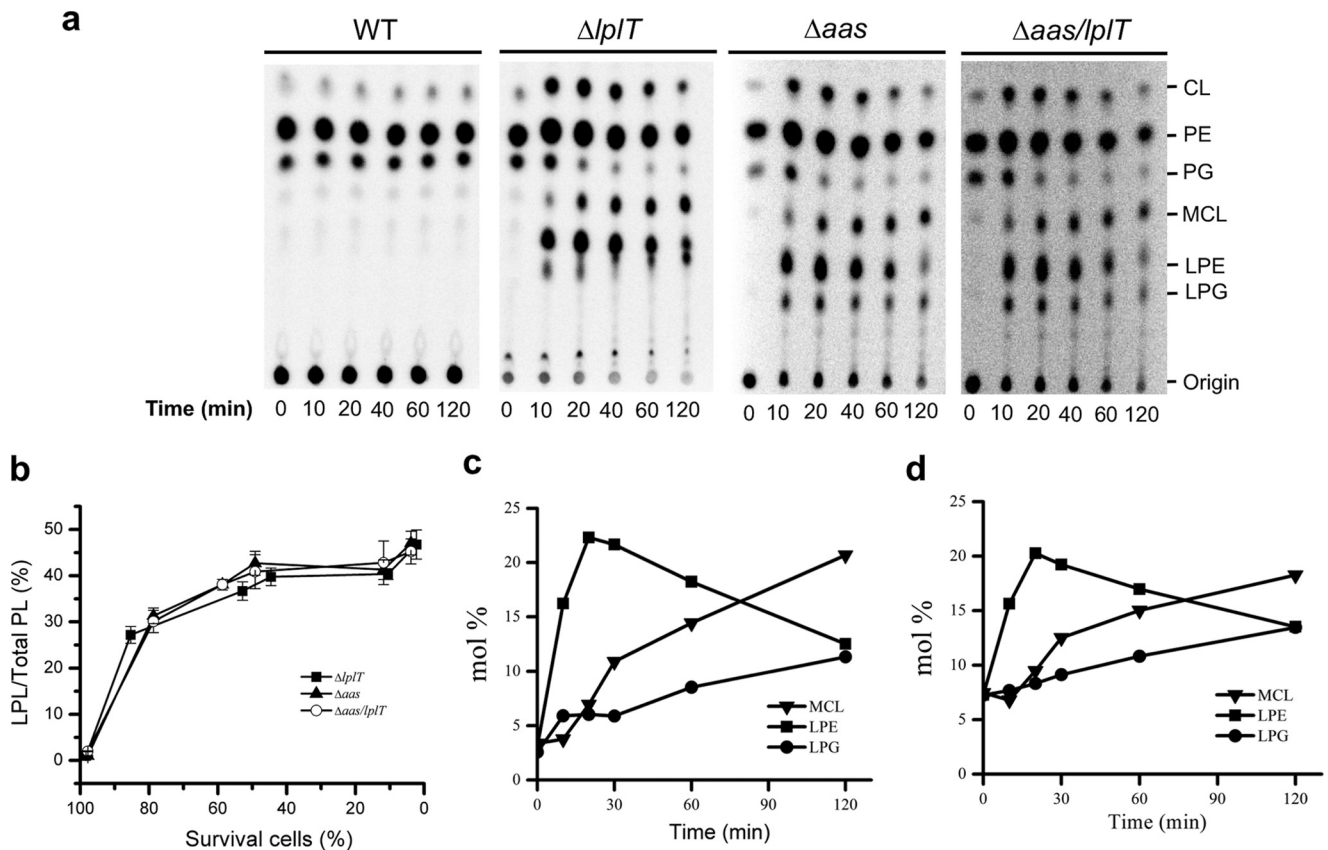 a
WT ΔlplT Δaas Δaas/lplT
CL
PE
PG
MCL
LPE
LPG
Origin
Time (min) 0 10 20 40 60 120 0 10 20 40 60 120 0 10 20 40 60 120 0 10 20 40 60 120
b
LPL/Total PL (%)
50
40
30
20
10
0
100 80 60 40 20 0
Survival cells (%)
ΔlplT
Δaas
Δaas/lplT
c
mol %
25
20
15
10
5
0
0 30 60 90 120
Time (min)
MCL
LPE
LPG
d
mol %
25
20
15
10
5
0
0 30 60 90 120
Time (min)
MCL
LPE
LPG